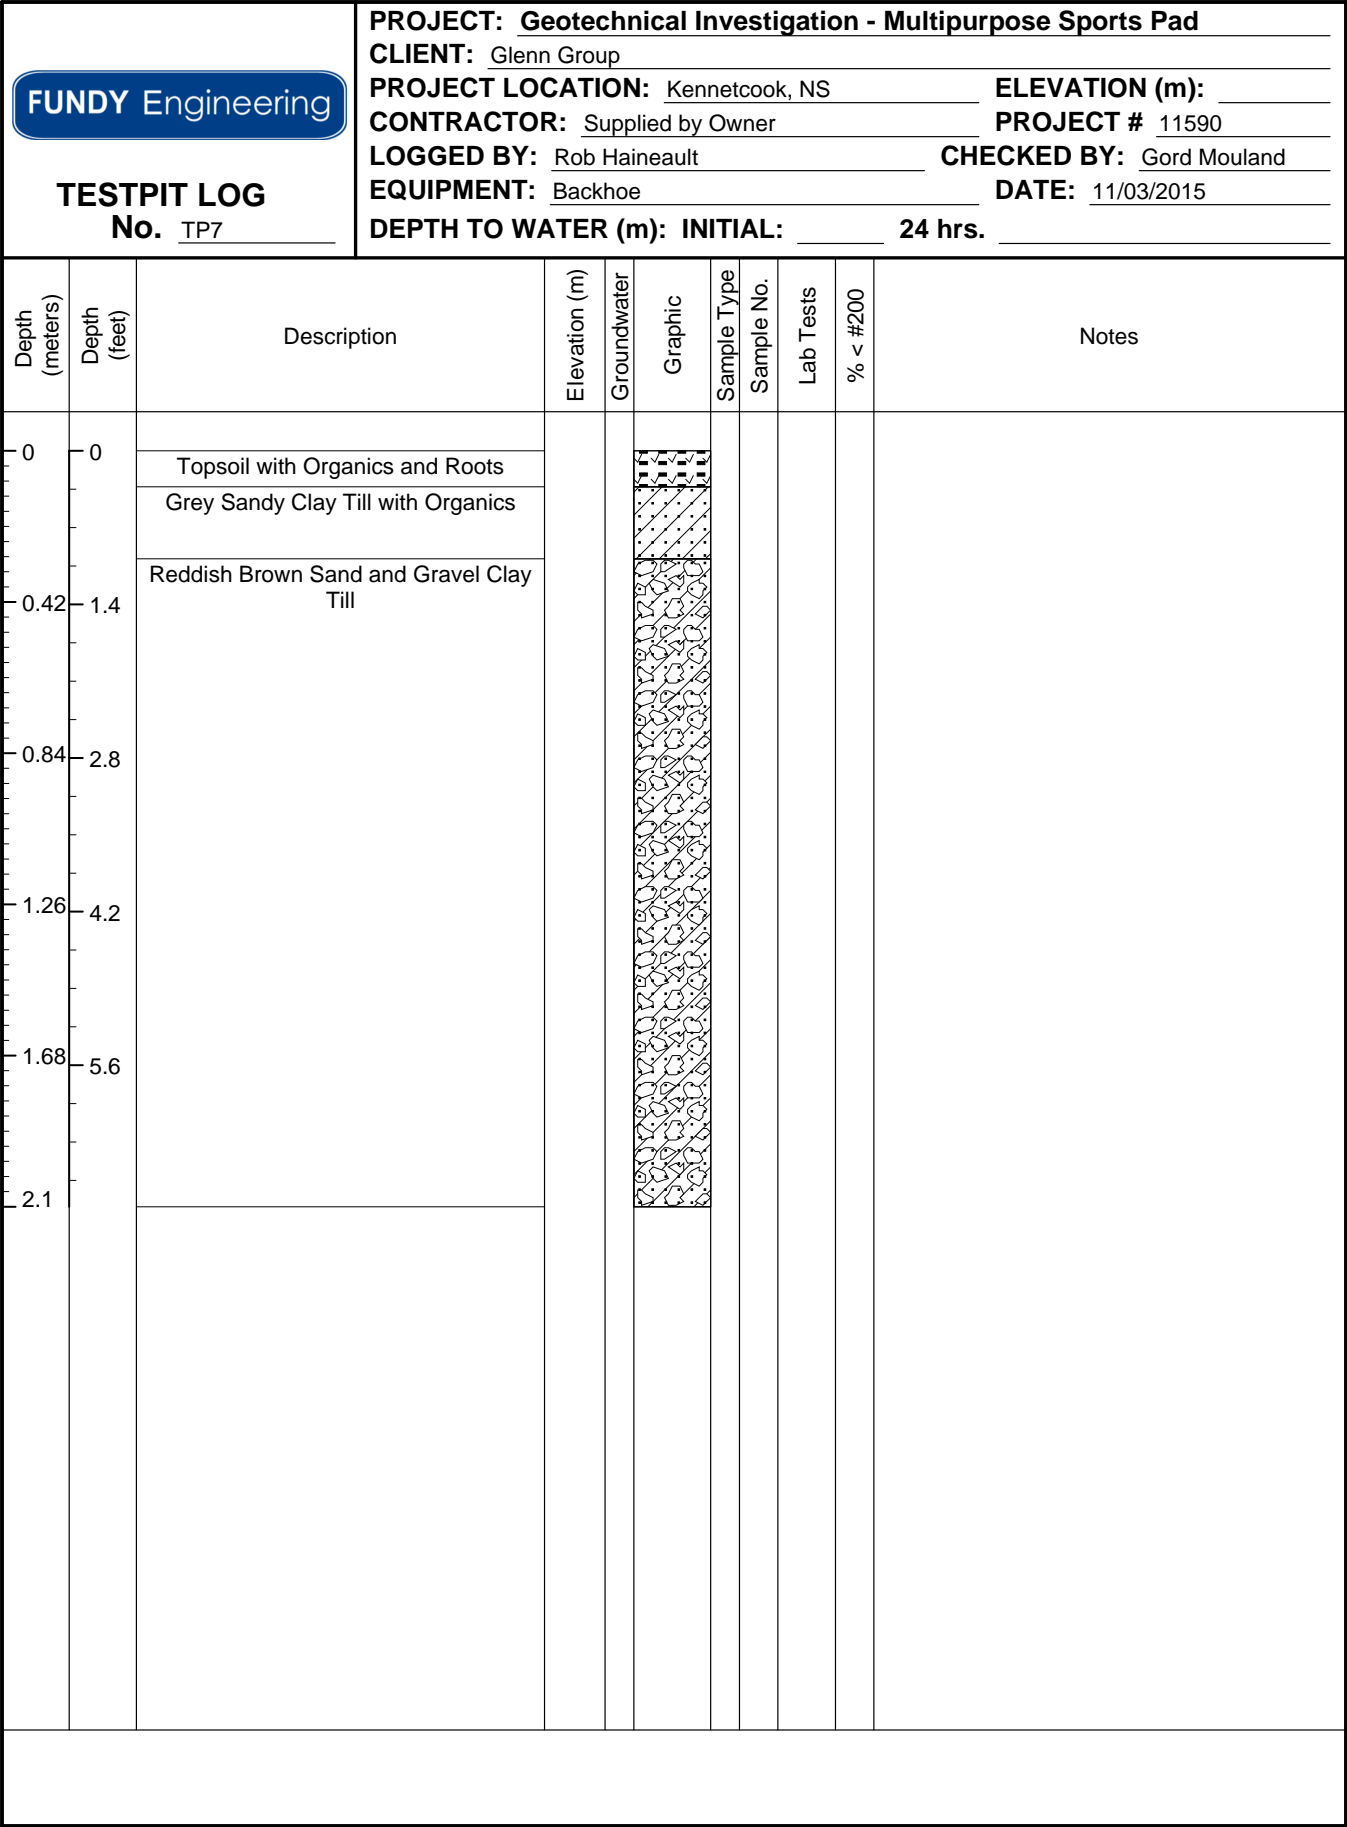 FUNDY Engineering
TESTPIT LOG
No. TP7
PROJECT: Geotechnical Investigation - Multipurpose Sports Pad
CLIENT: Glenn Group
PROJECT LOCATION: Kennetcook, NS ELEVATION (m):
CONTRACTOR: Supplied by Owner PROJECT # 11590
LOGGED BY: Rob Haineault CHECKED BY: Gord Mouland
EQUIPMENT: Backhoe DATE: 11/03/2015
DEPTH TO WATER (m): INITIAL: 24 hrs.
Depth
(meters)
Depth
(feet)
Description
Elevation (m)
Groundwater
Graphic
Sample Type
Sample No.
Lab Tests
% < #200
Notes
0 0
Topsoil with Organics and Roots
Grey Sandy Clay Till with Organics
Reddish Brown Sand and Gravel Clay
Till
0.42 1.4
0.84 2.8
1.26 4.2
1.68 5.6
2.1